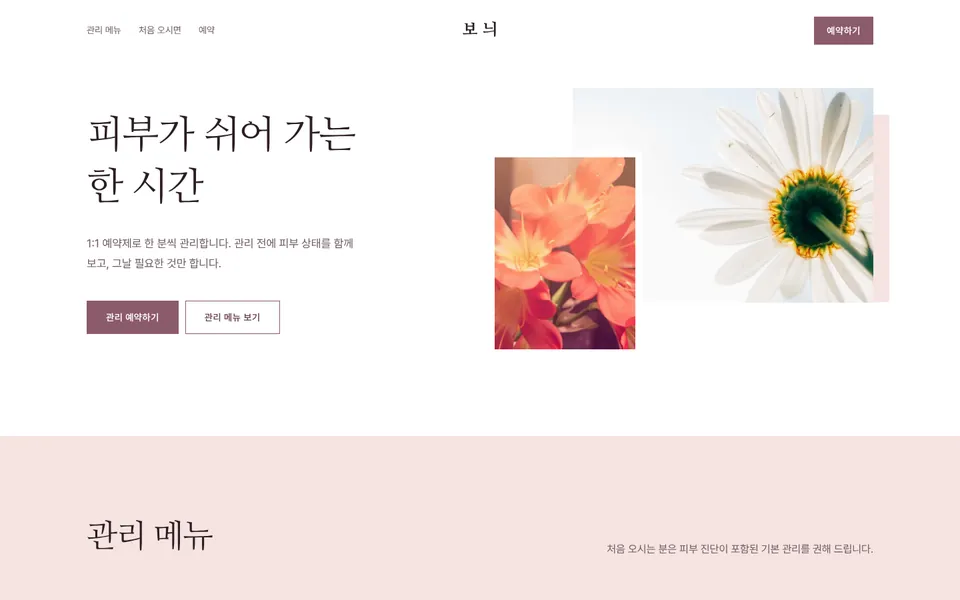 관리 메뉴
처음 오시면
예약
보늬
예약하기
피부가 쉬어 가는
한 시간
1:1 예약제로 한 분씩 관리합니다. 관리 전에 피부 상태를 함께
보고, 그날 필요한 것만 합니다.
관리 예약하기
관리 메뉴 보기
관리 메뉴
처음 오시는 분은 피부 진단이 포함된 기본 관리를 권해 드립니다.